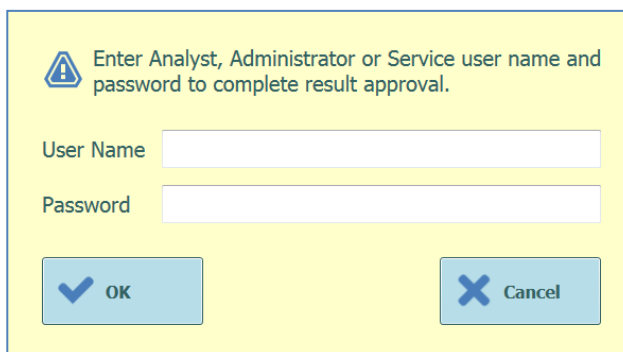 Enter Analyst, Administrator or Service user name and
password to complete result approval.
User Name
Password
OK
Cancel